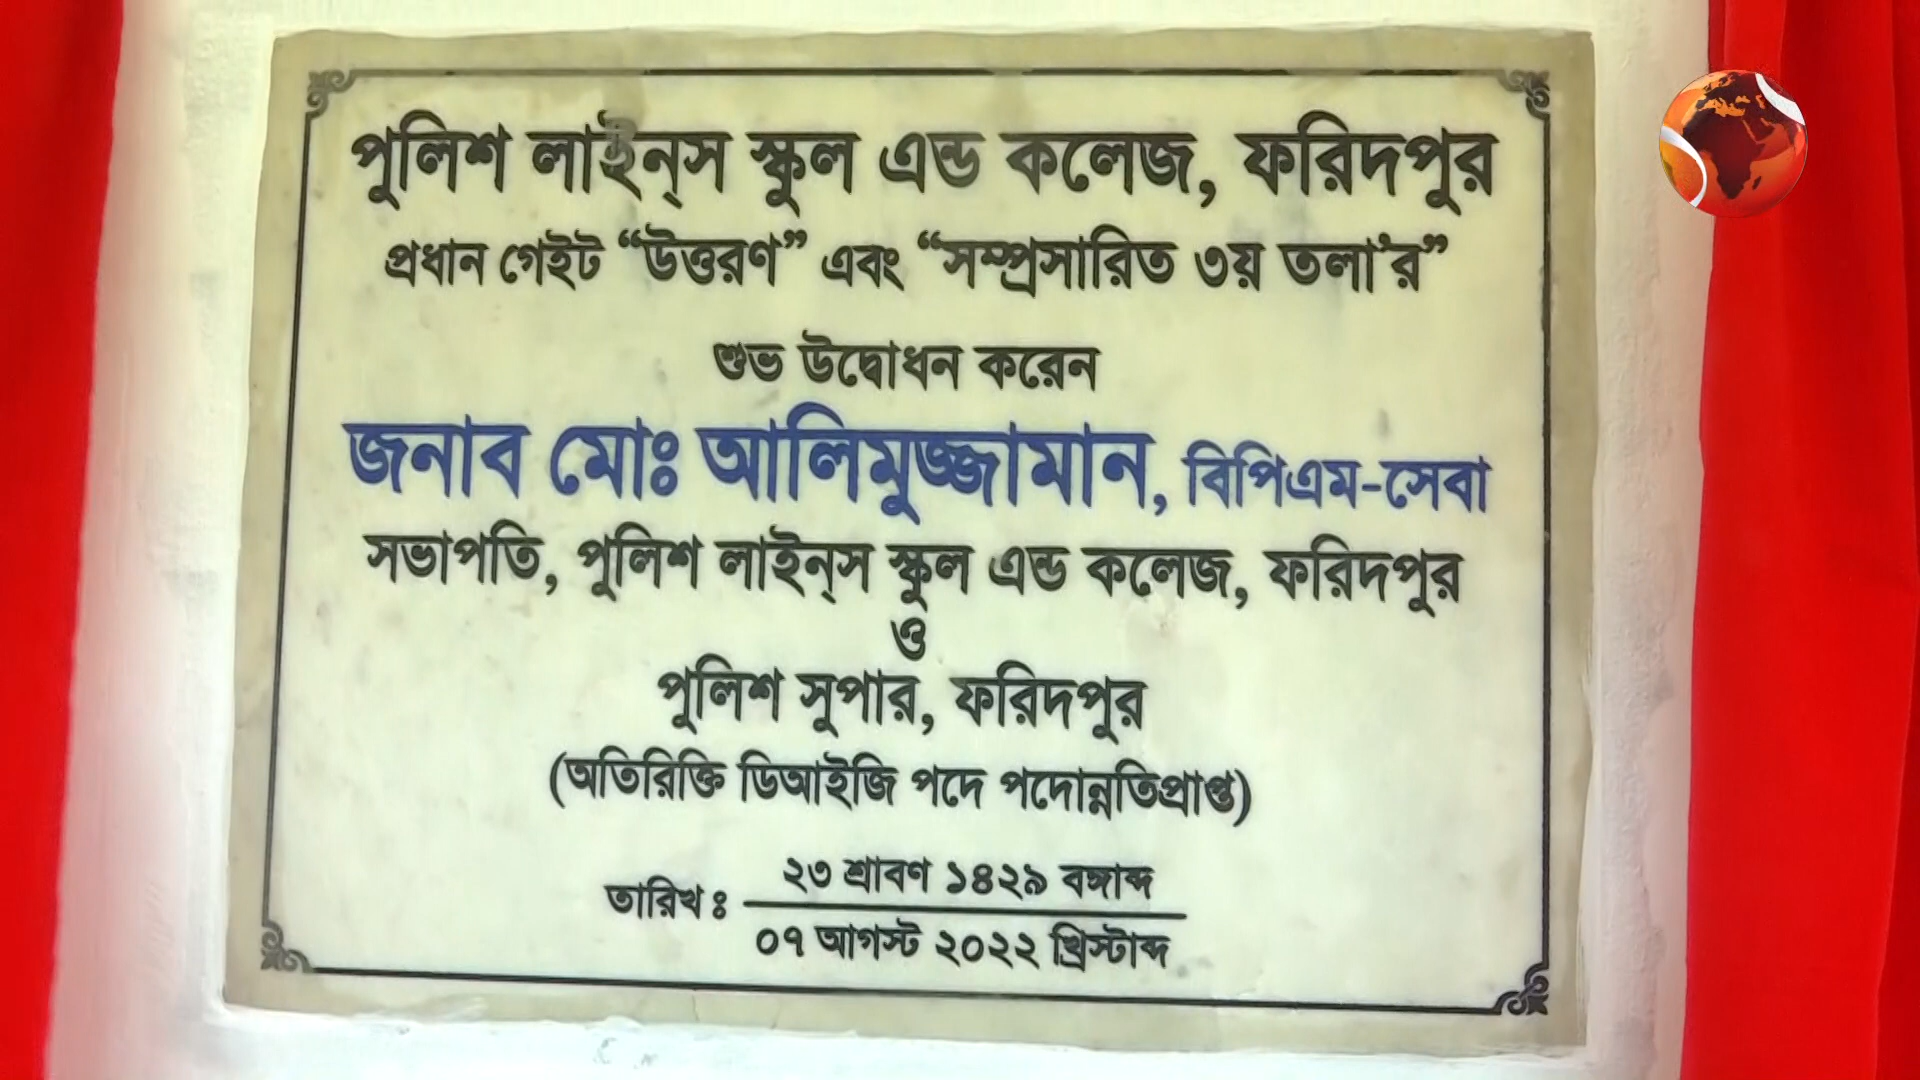 পুলিশ লাইন্‌স স্কুল এন্ড কলেজ, ফরিদপুর
প্রধান গেইট “উত্তরণ” এবং “সম্প্রসারিত ৩য় তলা’র”
শুভ উদ্বোধন করেন
জনাব মোঃ আলিমুজ্জামান, বিপিএম-সেবা
সভাপতি, পুলিশ লাইন্‌স স্কুল এন্ড কলেজ, ফরিদপুর
ও
পুলিশ সুপার, ফরিদপুর
(অতিরিক্তি ডিআইজি পদে পদোন্নতিপ্রাপ্ত)
২৩ শ্রাবণ ১৪২৯ বঙ্গাব্দ
তারিখ ঃ
০৭ আগস্ট ২০২২ খ্রিস্টাব্দ